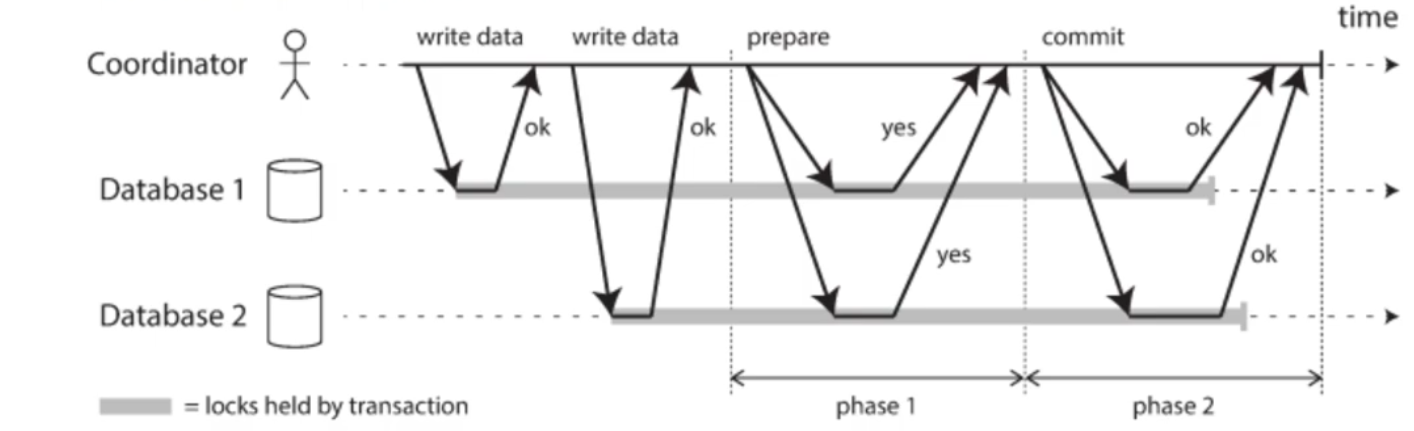 time
write data
write data
prepare
commit
Coordinator
ok
ok
yes
ok
Database 1
yes
ok
Database 2
= locks held by transaction
phase 1
phase 2